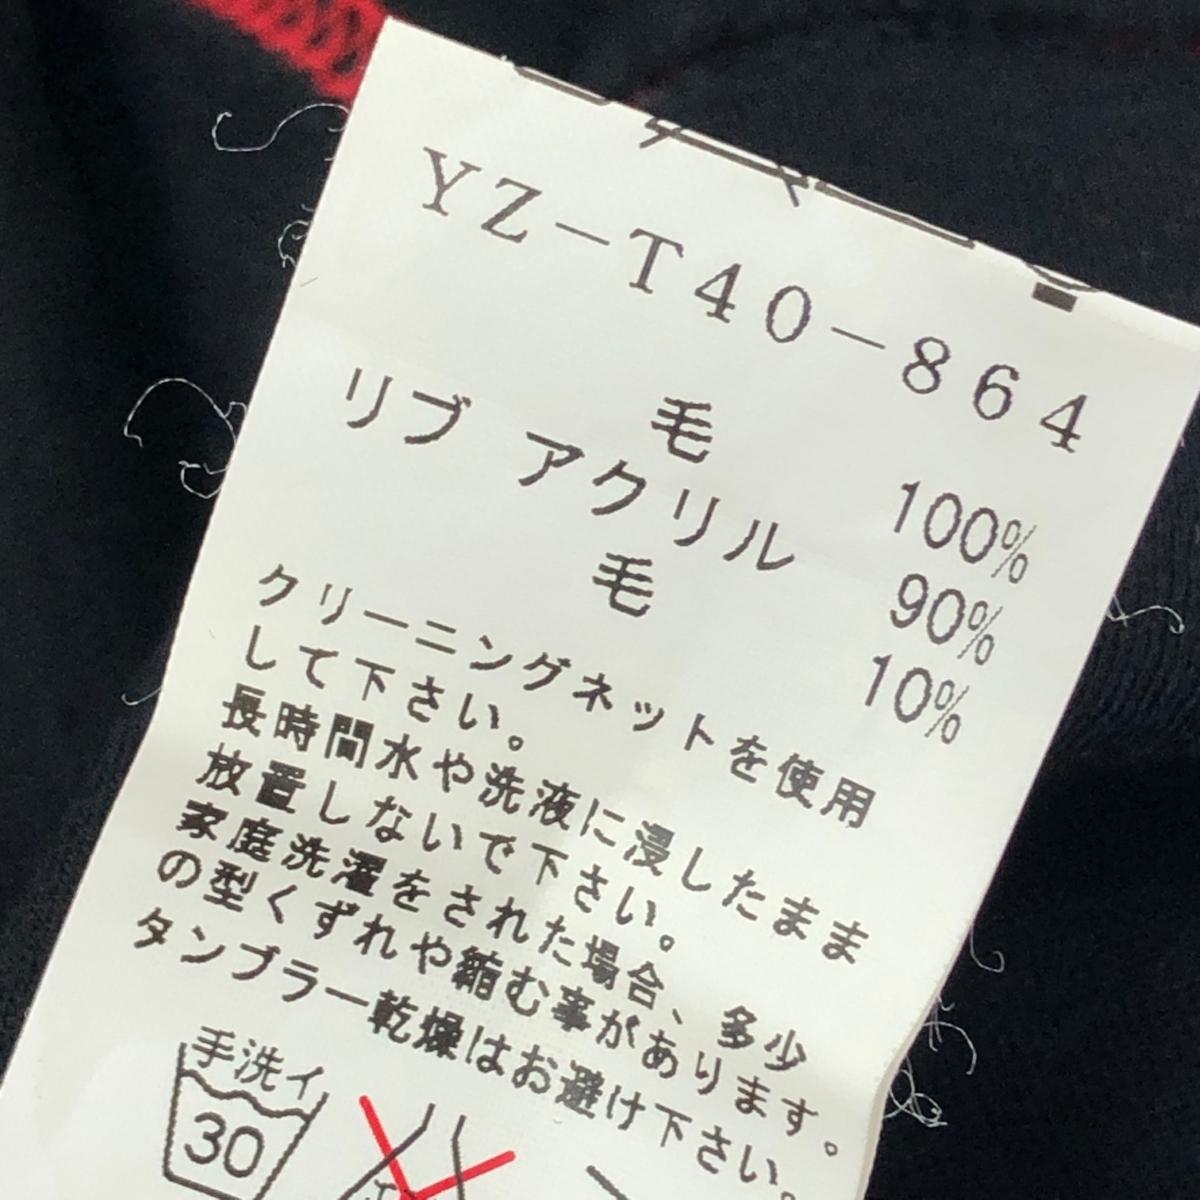 YZ-T40-864
毛 100%
リブ アクリル 90%
毛 10%
クリーニングネットを使用
して下さい。
長時間水や洗液に浸したまま
放置しないで下さい。
家庭洗濯をされた場合、多少
の型くずれや縮む事があります。
タンブラー乾燥はお避け下さい。
手洗イ
30